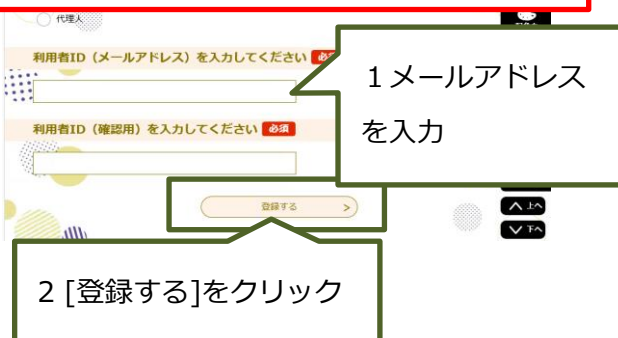 代理人
利用者ID（メールアドレス）を入力してください
1メールアドレス
を入力
利用者ID（確認用）を入力してください 必須
登録する >
上へ
下へ
2 [登録する]をクリック